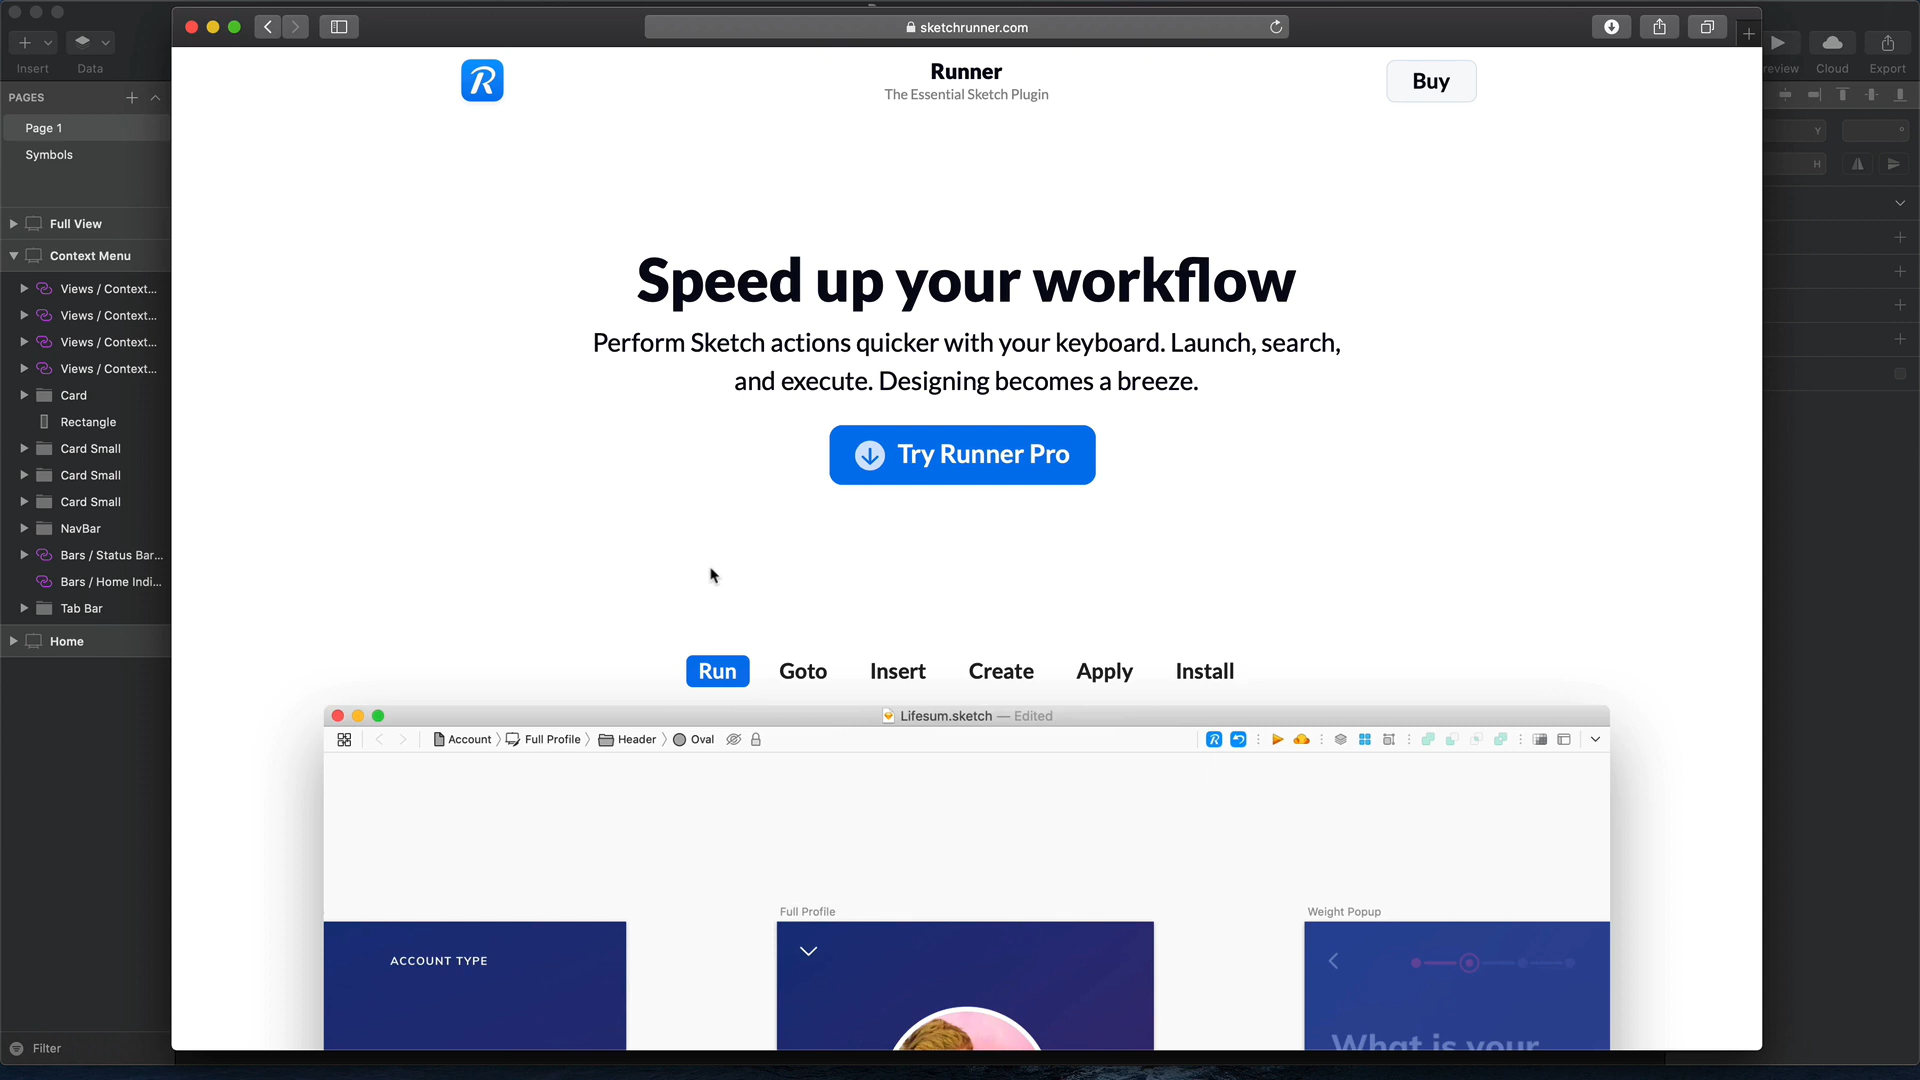 sketchrunner.com
Insert
Data
review
Cloud
Export
PAGES
Page 1
Symbols
Full View
Context Menu
Views / Context...
Views / Context...
Views / Context...
Views / Context...
Card
Rectangle
Card Small
Card Small
Card Small
NavBar
Bars / Status Bar...
Bars / Home Indi...
Tab Bar
Home
Filter
Y
°
H
R
Runner
The Essential Sketch Plugin
Buy
Speed up your workflow
Perform Sketch actions quicker with your keyboard. Launch, search,
and execute. Designing becomes a breeze.
Try Runner Pro
Run
Goto
Insert
Create
Apply
Install
Lifesum.sketch — Edited
Account
Full Profile
Header
Oval
R
Full Profile
Weight Popup
ACCOUNT TYPE
What is your